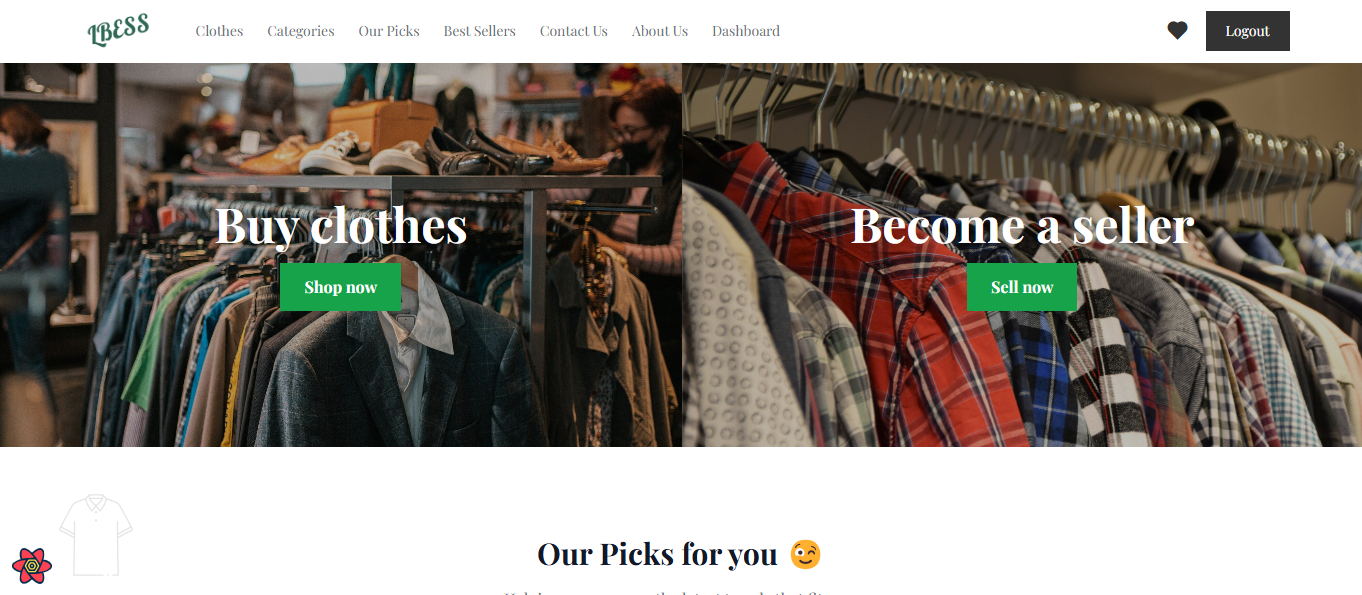 LBESS
Clothes Categories Our Picks Best Sellers Contact Us About Us Dashboard
Logout
Buy clothes
Shop now
Become a seller
Sell now
Our Picks for you 😉